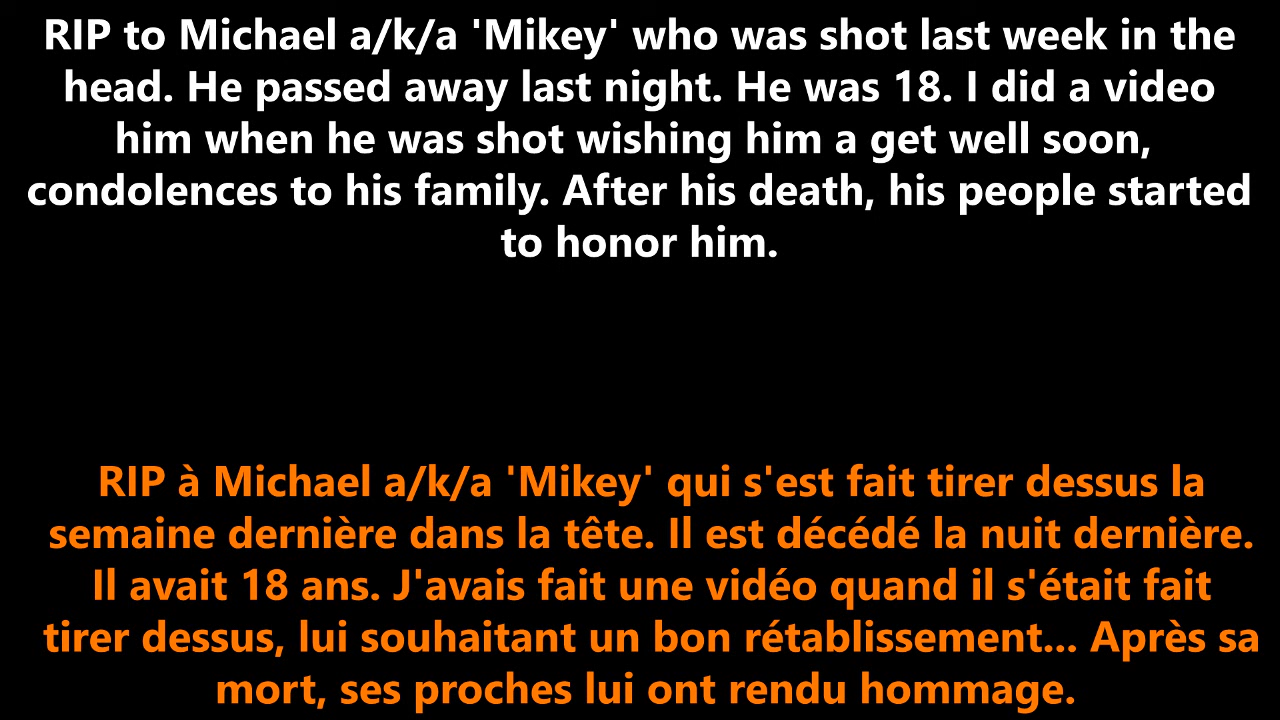 RIP to Michael a/k/a 'Mikey' who was shot last week in the
head. He passed away last night. He was 18. I did a video
him when he was shot wishing him a get well soon,
condolences to his family. After his death, his people started
to honor him.
RIP à Michael a/k/a 'Mikey' qui s'est fait tirer dessus la
semaine dernière dans la tête. Il est décédé la nuit dernière.
Il avait 18 ans. J'avais fait une vidéo quand il s'était fait
tirer dessus, lui souhaitant un bon rétablissement... Après sa
mort, ses proches lui ont rendu hommage.